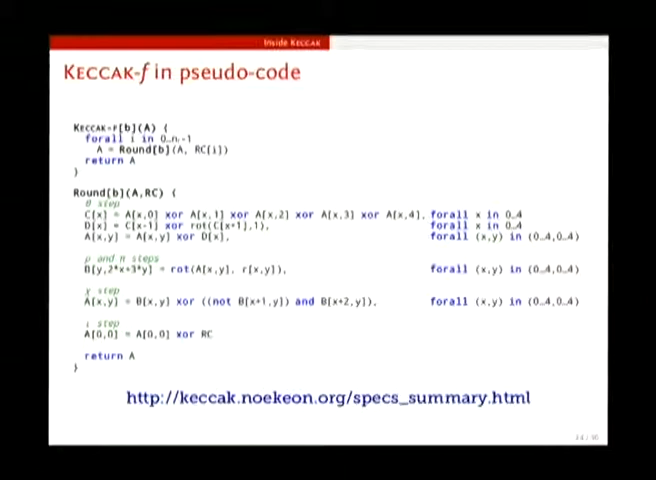 Inside Keccak
Keccak-f in pseudo-code
Keccak-f[b](A) {
forall i in 0…nᵣ-1
A = Round[b](A, RC[i])
return A
}
Round[b](A,RC) {
θ step
C[x] = A[x,0] xor A[x,1] xor A[x,2] xor A[x,3] xor A[x,4], forall x in 0…4
D[x] = C[x-1] xor rot(C[x+1],1), forall x in 0…4
A[x,y] = A[x,y] xor D[x], forall (x,y) in (0…4,0…4)
ρ and π steps
B[y,2*x+3*y] = rot(A[x,y], r[x,y]), forall (x,y) in (0…4,0…4)
χ step
A[x,y] = B[x,y] xor ((not B[x+1,y]) and B[x+2,y]), forall (x,y) in (0…4,0…4)
ι step
A[0,0] = A[0,0] xor RC
return A
}
http://keccak.noekeon.org/specs_summary.html